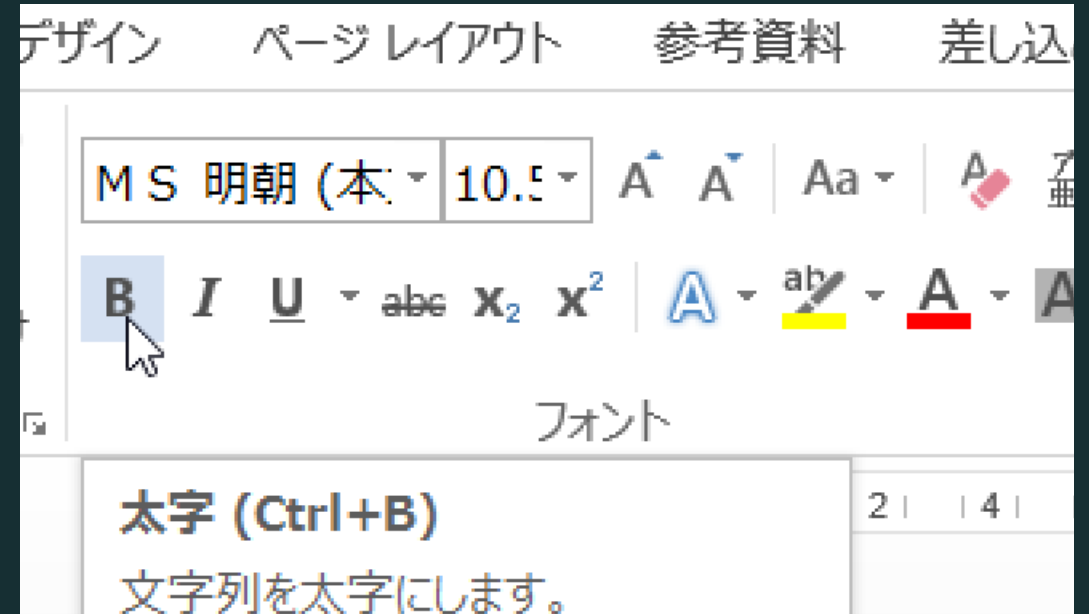 デザイン ページ レイアウト 参考資料 差し込
ＭＳ 明朝 (本 10.5 A A Aa A 亜
B I U abc X₂ X² A ab A A
フォント
太字 (Ctrl+B)
2 4
文字列を太字にします。